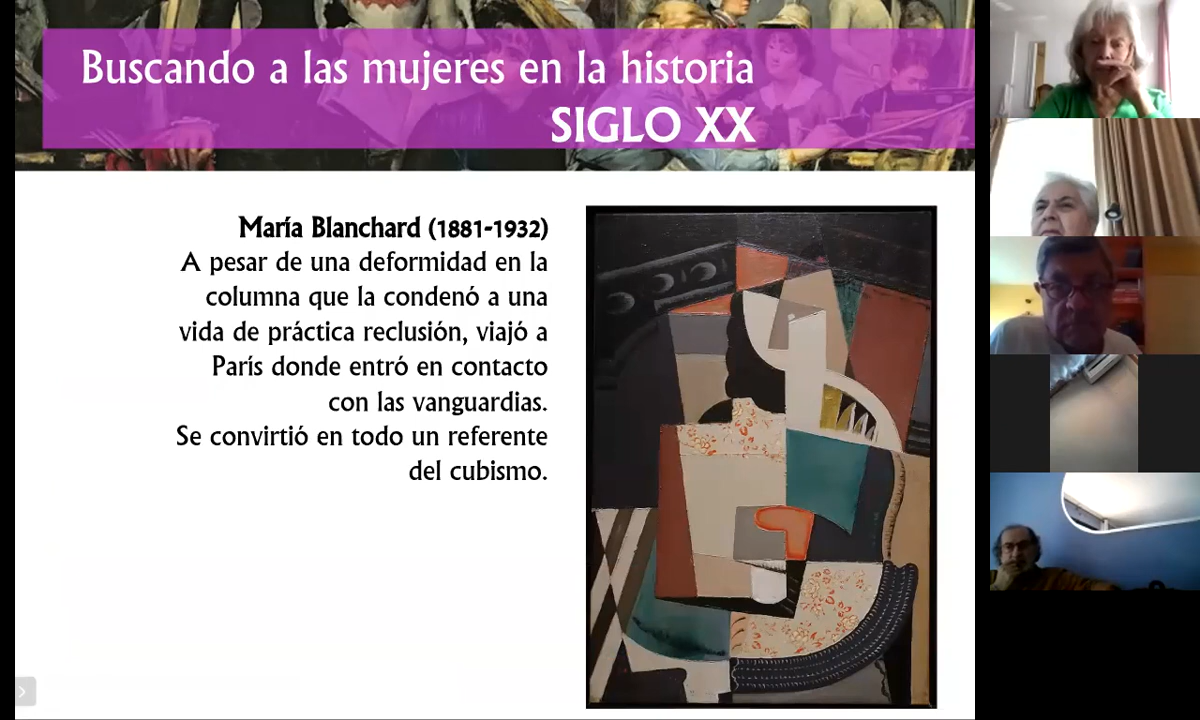 Buscando a las mujeres en la historia
SIGLO XX
María Blanchard (1881-1932)
A pesar de una deformidad en la
columna que la condenó a una
vida de práctica reclusión, viajó a
París donde entró en contacto
con las vanguardias.
Se convirtió en todo un referente
del cubismo.